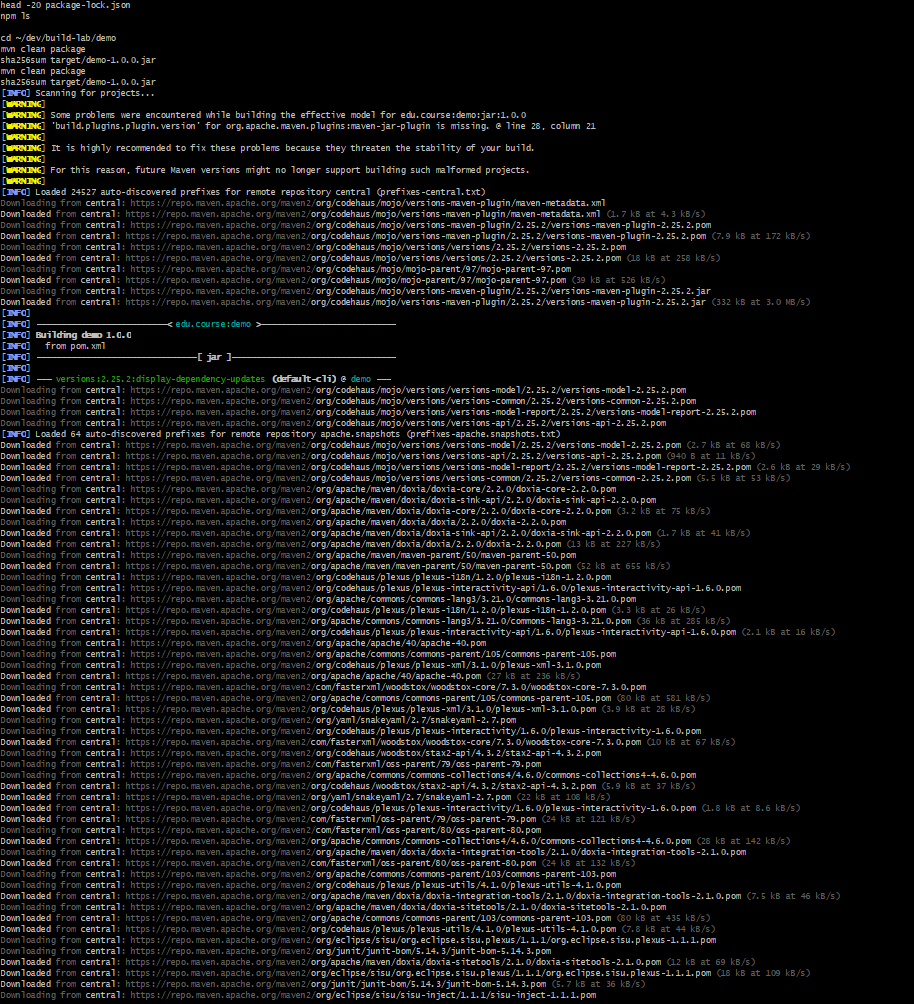 head -20 package-lock.json
npm ls
cd ~/dev/build-lab/demo
mvn clean package
sha256sum target/demo-1.0.0.jar
mvn clean package
sha256sum target/demo-1.0.0.jar
[INFO] Scanning for projects...
[WARNING]
[WARNING] Some problems were encountered while building the effective model for edu.course:demo:jar:1.0.0
[WARNING] 'build.plugins.plugin.version' for org.apache.maven.plugins:maven-jar-plugin is missing. @ line 28, column 21
[WARNING]
[WARNING] It is highly recommended to fix these problems because they threaten the stability of your build.
[WARNING]
[WARNING] For this reason, future Maven versions might no longer support building such malformed projects.
[WARNING]
[INFO] Loaded 24527 auto-discovered prefixes for remote repository central (prefixes-central.txt)
Downloading from central: https://repo.maven.apache.org/maven2/org/codehaus/mojo/versions-maven-plugin/maven-metadata.xml
Downloaded from central: https://repo.maven.apache.org/maven2/org/codehaus/mojo/versions-maven-plugin/maven-metadata.xml (1.7 kB at 4.3 kB/s)
Downloading from central: https://repo.maven.apache.org/maven2/org/codehaus/mojo/versions-maven-plugin/2.25.2/versions-maven-plugin-2.25.2.pom
Downloaded from central: https://repo.maven.apache.org/maven2/org/codehaus/mojo/versions-maven-plugin/2.25.2/versions-maven-plugin-2.25.2.pom (7.9 kB at 172 kB/s)
Downloading from central: https://repo.maven.apache.org/maven2/org/codehaus/mojo/versions/versions/2.25.2/versions-2.25.2.pom
Downloaded from central: https://repo.maven.apache.org/maven2/org/codehaus/mojo/versions/versions/2.25.2/versions-2.25.2.pom (18 kB at 258 kB/s)
Downloading from central: https://repo.maven.apache.org/maven2/org/codehaus/mojo/mojo-parent/97/mojo-parent-97.pom
Downloaded from central: https://repo.maven.apache.org/maven2/org/codehaus/mojo/mojo-parent/97/mojo-parent-97.pom (39 kB at 526 kB/s)
Downloading from central: https://repo.maven.apache.org/maven2/org/codehaus/mojo/versions-maven-plugin/2.25.2/versions-maven-plugin-2.25.2.jar
Downloaded from central: https://repo.maven.apache.org/maven2/org/codehaus/mojo/versions-maven-plugin/2.25.2/versions-maven-plugin-2.25.2.jar (332 kB at 3.0 MB/s)
[INFO]
[INFO] --------------------------< edu.course:demo >---------------------------
[INFO] Building demo 1.0.0
[INFO]   from pom.xml
[INFO] --------------------------------[ jar ]---------------------------------
[INFO]
[INFO] --- versions:2.25.2:display-dependency-updates (default-cli) @ demo ---
Downloading from central: https://repo.maven.apache.org/maven2/org/codehaus/mojo/versions/versions-model/2.25.2/versions-model-2.25.2.pom
Downloading from central: https://repo.maven.apache.org/maven2/org/codehaus/mojo/versions/versions-common/2.25.2/versions-common-2.25.2.pom
Downloading from central: https://repo.maven.apache.org/maven2/org/codehaus/mojo/versions/versions-model-report/2.25.2/versions-model-report-2.25.2.pom
Downloading from central: https://repo.maven.apache.org/maven2/org/codehaus/mojo/versions/versions-api/2.25.2/versions-api-2.25.2.pom
[INFO] Loaded 64 auto-discovered prefixes for remote repository apache.snapshots (prefixes-apache.snapshots.txt)
Downloaded from central: https://repo.maven.apache.org/maven2/org/codehaus/mojo/versions/versions-model/2.25.2/versions-model-2.25.2.pom (2.7 kB at 68 kB/s)
Downloaded from central: https://repo.maven.apache.org/maven2/org/codehaus/mojo/versions/versions-api/2.25.2/versions-api-2.25.2.pom (940 B at 11 kB/s)
Downloaded from central: https://repo.maven.apache.org/maven2/org/codehaus/mojo/versions/versions-model-report/2.25.2/versions-model-report-2.25.2.pom (2.6 kB at 29 kB/s)
Downloaded from central: https://repo.maven.apache.org/maven2/org/codehaus/mojo/versions/versions-common/2.25.2/versions-common-2.25.2.pom (5.5 kB at 53 kB/s)
Downloading from central: https://repo.maven.apache.org/maven2/org/apache/maven/doxia/doxia-core/2.2.0/doxia-core-2.2.0.pom
Downloading from central: https://repo.maven.apache.org/maven2/org/apache/maven/doxia/doxia-sink-api/2.2.0/doxia-sink-api-2.2.0.pom
Downloaded from central: https://repo.maven.apache.org/maven2/org/apache/maven/doxia/doxia-core/2.2.0/doxia-core-2.2.0.pom (3.2 kB at 75 kB/s)
Downloading from central: https://repo.maven.apache.org/maven2/org/apache/maven/doxia/doxia/2.2.0/doxia-2.2.0.pom
Downloaded from central: https://repo.maven.apache.org/maven2/org/apache/maven/doxia/doxia-sink-api/2.2.0/doxia-sink-api-2.2.0.pom (1.7 kB at 41 kB/s)
Downloaded from central: https://repo.maven.apache.org/maven2/org/apache/maven/doxia/doxia/2.2.0/doxia-2.2.0.pom (13 kB at 227 kB/s)
Downloading from central: https://repo.maven.apache.org/maven2/org/apache/maven/maven-parent/50/maven-parent-50.pom
Downloaded from central: https://repo.maven.apache.org/maven2/org/apache/maven/maven-parent/50/maven-parent-50.pom (52 kB at 655 kB/s)
Downloading from central: https://repo.maven.apache.org/maven2/org/codehaus/plexus/plexus-i18n/1.2.0/plexus-i18n-1.2.0.pom
Downloading from central: https://repo.maven.apache.org/maven2/org/codehaus/plexus/plexus-interactivity-api/1.6.0/plexus-interactivity-api-1.6.0.pom
Downloading from central: https://repo.maven.apache.org/maven2/org/apache/commons/commons-lang3/3.21.0/commons-lang3-3.21.0.pom
Downloaded from central: https://repo.maven.apache.org/maven2/org/codehaus/plexus/plexus-i18n/1.2.0/plexus-i18n-1.2.0.pom (3.3 kB at 26 kB/s)
Downloaded from central: https://repo.maven.apache.org/maven2/org/apache/commons/commons-lang3/3.21.0/commons-lang3-3.21.0.pom (36 kB at 285 kB/s)
Downloaded from central: https://repo.maven.apache.org/maven2/org/codehaus/plexus/plexus-interactivity-api/1.6.0/plexus-interactivity-api-1.6.0.pom (2.1 kB at 16 kB/s)
Downloading from central: https://repo.maven.apache.org/maven2/org/apache/apache/40/apache-40.pom
Downloading from central: https://repo.maven.apache.org/maven2/org/apache/commons/commons-parent/105/commons-parent-105.pom
Downloading from central: https://repo.maven.apache.org/maven2/org/codehaus/plexus/plexus-xml/3.1.0/plexus-xml-3.1.0.pom
Downloaded from central: https://repo.maven.apache.org/maven2/org/apache/apache/40/apache-40.pom (27 kB at 236 kB/s)
Downloading from central: https://repo.maven.apache.org/maven2/com/fasterxml/woodstox/woodstox-core/7.3.0/woodstox-core-7.3.0.pom
Downloaded from central: https://repo.maven.apache.org/maven2/org/apache/commons/commons-parent/105/commons-parent-105.pom (80 kB at 581 kB/s)
Downloaded from central: https://repo.maven.apache.org/maven2/org/codehaus/plexus/plexus-xml/3.1.0/plexus-xml-3.1.0.pom (3.9 kB at 28 kB/s)
Downloading from central: https://repo.maven.apache.org/maven2/org/yaml/snakeyaml/2.7/snakeyaml-2.7.pom
Downloading from central: https://repo.maven.apache.org/maven2/org/codehaus/plexus/plexus-interactivity/1.6.0/plexus-interactivity-1.6.0.pom
Downloaded from central: https://repo.maven.apache.org/maven2/com/fasterxml/woodstox/woodstox-core/7.3.0/woodstox-core-7.3.0.pom (10 kB at 67 kB/s)
Downloading from central: https://repo.maven.apache.org/maven2/org/codehaus/woodstox/stax2-api/4.3.2/stax2-api-4.3.2.pom
Downloading from central: https://repo.maven.apache.org/maven2/com/fasterxml/oss-parent/79/oss-parent-79.pom
Downloading from central: https://repo.maven.apache.org/maven2/org/apache/commons/commons-collections4/4.6.0/commons-collections4-4.6.0.pom
Downloaded from central: https://repo.maven.apache.org/maven2/org/codehaus/woodstox/stax2-api/4.3.2/stax2-api-4.3.2.pom (5.9 kB at 37 kB/s)
Downloaded from central: https://repo.maven.apache.org/maven2/org/yaml/snakeyaml/2.7/snakeyaml-2.7.pom (22 kB at 108 kB/s)
Downloaded from central: https://repo.maven.apache.org/maven2/org/codehaus/plexus/plexus-interactivity/1.6.0/plexus-interactivity-1.6.0.pom (1.8 kB at 8.6 kB/s)
Downloaded from central: https://repo.maven.apache.org/maven2/com/fasterxml/oss-parent/79/oss-parent-79.pom (24 kB at 121 kB/s)
Downloading from central: https://repo.maven.apache.org/maven2/com/fasterxml/oss-parent/80/oss-parent-80.pom
Downloaded from central: https://repo.maven.apache.org/maven2/org/apache/commons/commons-collections4/4.6.0/commons-collections4-4.6.0.pom (28 kB at 142 kB/s)
Downloading from central: https://repo.maven.apache.org/maven2/org/apache/maven/doxia/doxia-integration-tools/2.1.0/doxia-integration-tools-2.1.0.pom
Downloaded from central: https://repo.maven.apache.org/maven2/com/fasterxml/oss-parent/80/oss-parent-80.pom (24 kB at 132 kB/s)
Downloading from central: https://repo.maven.apache.org/maven2/org/apache/commons/commons-parent/103/commons-parent-103.pom
Downloading from central: https://repo.maven.apache.org/maven2/org/codehaus/plexus/plexus-utils/4.1.0/plexus-utils-4.1.0.pom
Downloaded from central: https://repo.maven.apache.org/maven2/org/apache/maven/doxia/doxia-integration-tools/2.1.0/doxia-integration-tools-2.1.0.pom (7.5 kB at 46 kB/s)
Downloading from central: https://repo.maven.apache.org/maven2/org/apache/maven/doxia/doxia-sitetools/2.1.0/doxia-sitetools-2.1.0.pom
Downloaded from central: https://repo.maven.apache.org/maven2/org/apache/commons/commons-parent/103/commons-parent-103.pom (80 kB at 435 kB/s)
Downloaded from central: https://repo.maven.apache.org/maven2/org/codehaus/plexus/plexus-utils/4.1.0/plexus-utils-4.1.0.pom (7.8 kB at 44 kB/s)
Downloading from central: https://repo.maven.apache.org/maven2/org/eclipse/sisu/org.eclipse.sisu.plexus/1.1.1/org.eclipse.sisu.plexus-1.1.1.pom
Downloading from central: https://repo.maven.apache.org/maven2/org/junit/junit-bom/5.14.3/junit-bom-5.14.3.pom
Downloaded from central: https://repo.maven.apache.org/maven2/org/apache/maven/doxia/doxia-sitetools/2.1.0/doxia-sitetools-2.1.0.pom (12 kB at 69 kB/s)
Downloaded from central: https://repo.maven.apache.org/maven2/org/eclipse/sisu/org.eclipse.sisu.plexus/1.1.1/org.eclipse.sisu.plexus-1.1.1.pom (18 kB at 109 kB/s)
Downloaded from central: https://repo.maven.apache.org/maven2/org/junit/junit-bom/5.14.3/junit-bom-5.14.3.pom (5.7 kB at 36 kB/s)
Downloading from central: https://repo.maven.apache.org/maven2/org/eclipse/sisu/sisu-inject/1.1.1/sisu-inject-1.1.1.pom